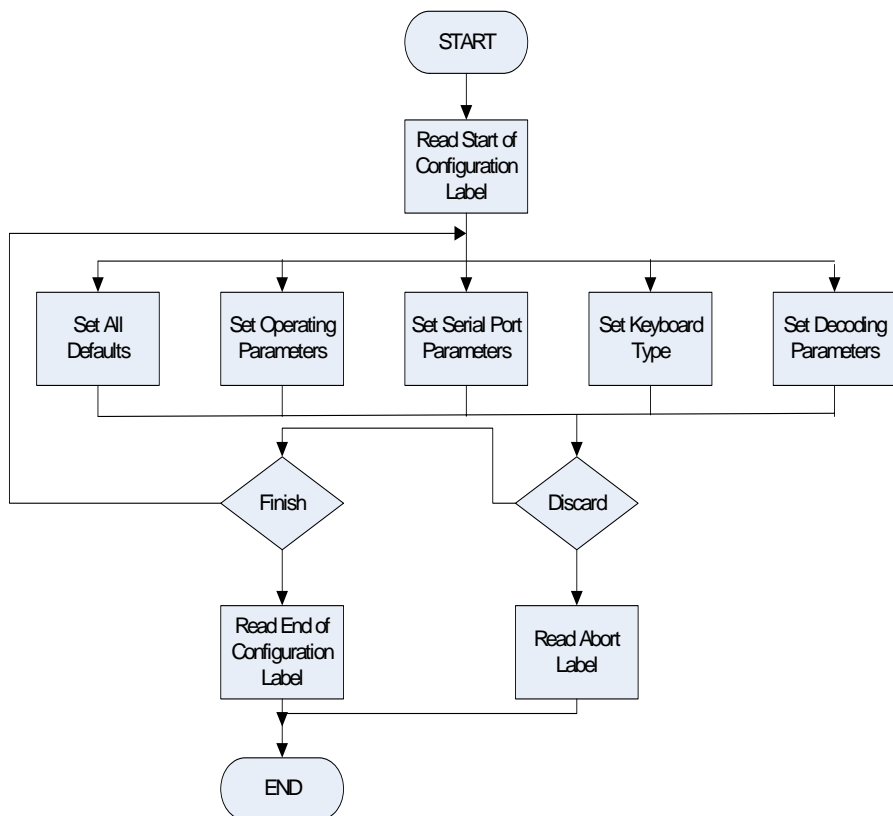 START
Read Start of
Configuration
Label
Set All
Defaults
Set Operating
Parameters
Set Serial Port
Parameters
Set Keyboard
Type
Set Decoding
Parameters
Finish
Discard
Read End of
Configuration
Label
Read Abort
Label
END